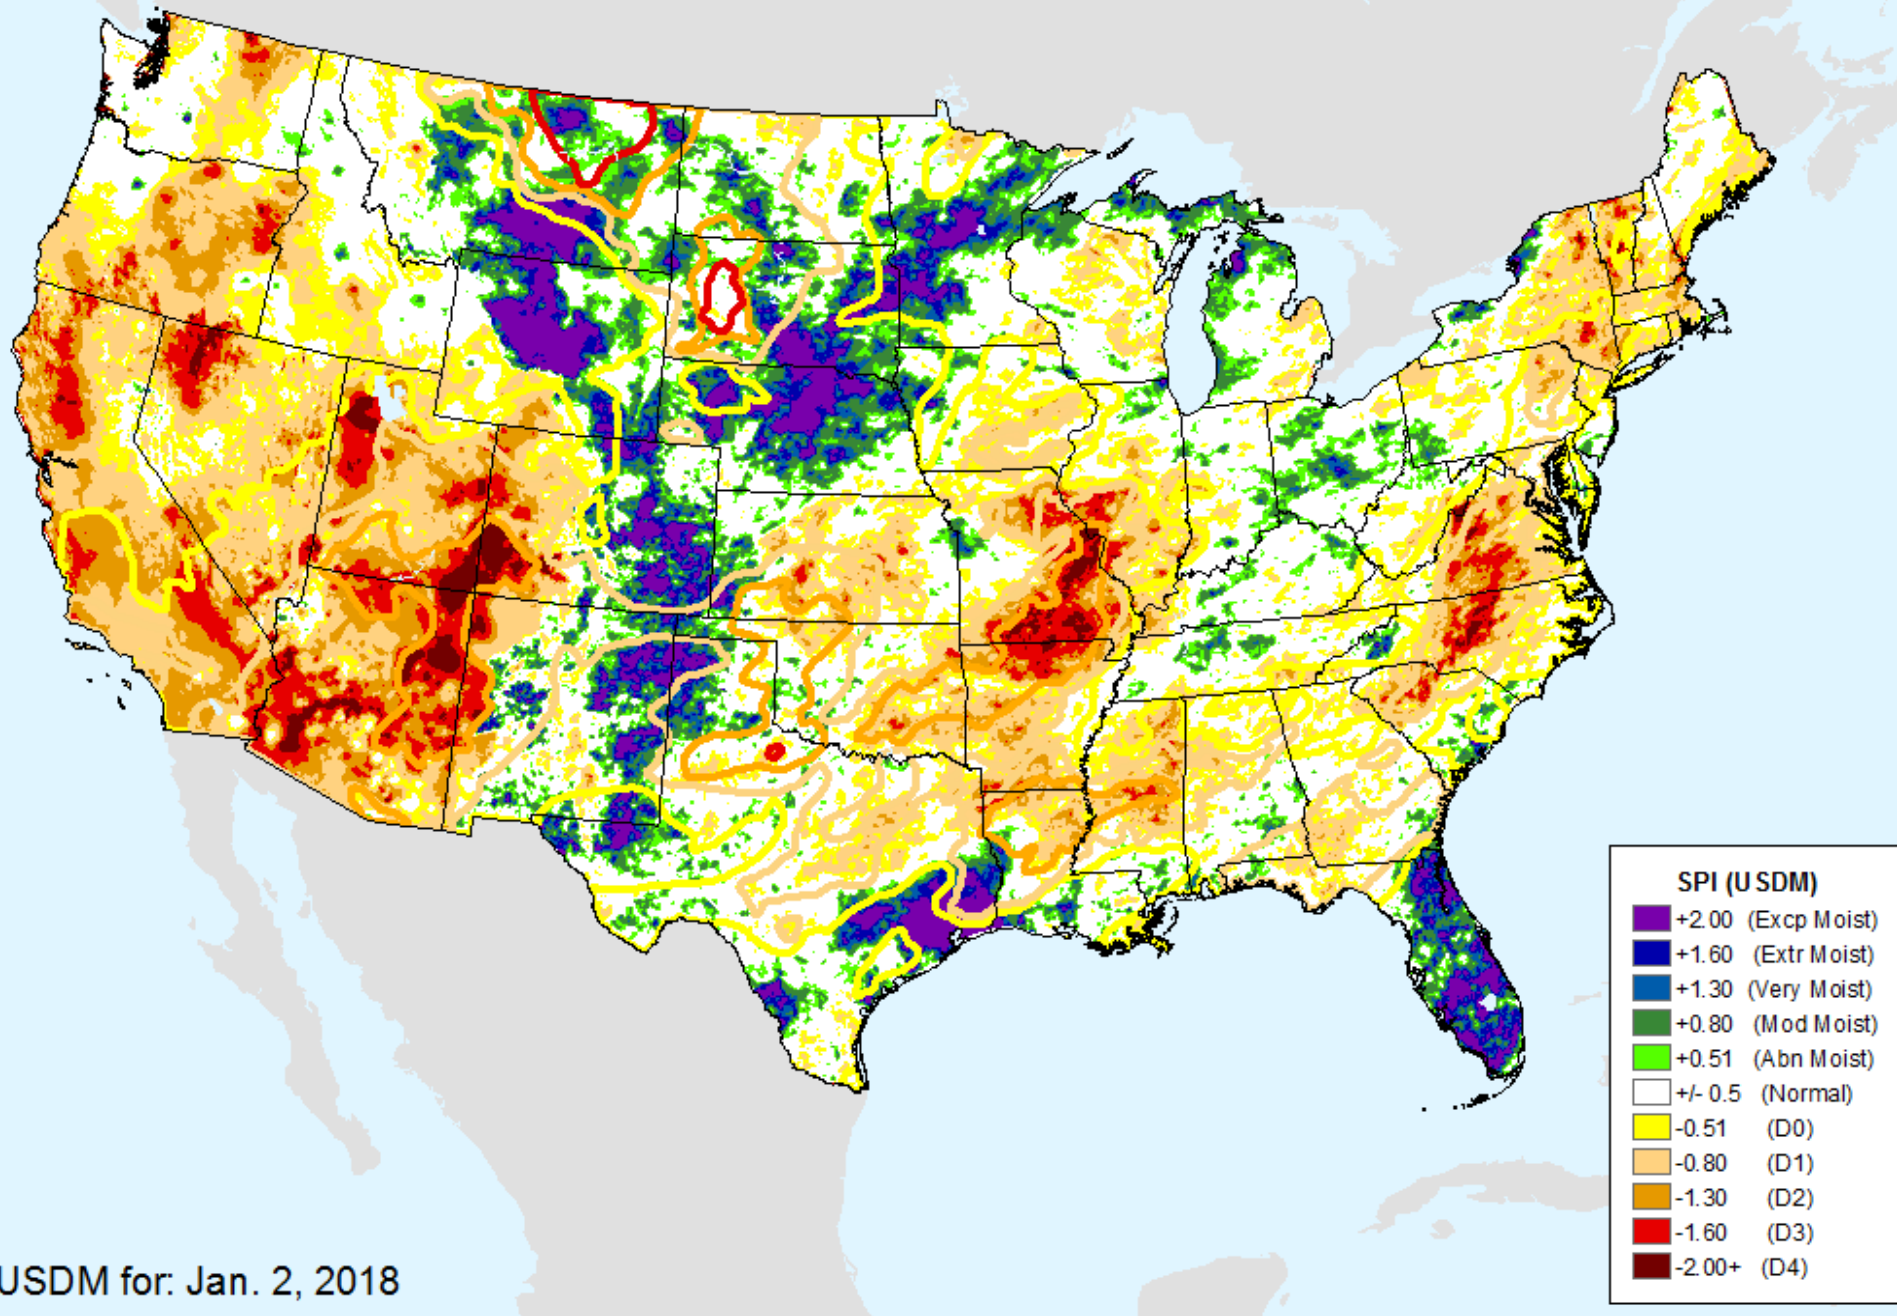 SPI (USDM)
+2.00 (Excp Moist)
+1.60 (Extr Moist)
+1.30 (Very Moist)
+0.80 (Mod Moist)
+0.51 (Abn Moist)
+/- 0.5 (Normal)
-0.51 (D0)
-0.80 (D1)
-1.30 (D2)
-1.60 (D3)
-2.00+ (D4)
USDM for: Jan. 2, 2018